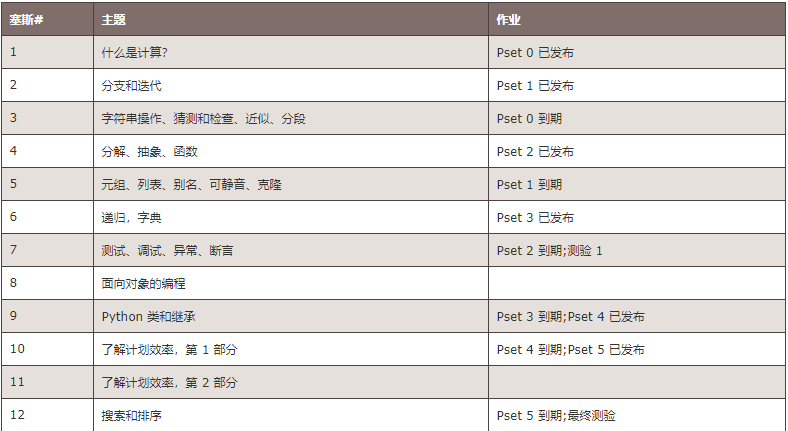 塞斯# 主题 作业
1 什么是计算? Pset 0 已发布
2 分支和迭代 Pset 1 已发布
3 字符串操作、猜测和检查、近似、分段 Pset 0 到期
4 分解、抽象、函数 Pset 2 已发布
5 元组、列表、别名、可静音、克隆 Pset 1 到期
6 递归，字典 Pset 3 已发布
7 测试、调试、异常、断言 Pset 2 到期;测验 1
8 面向对象的编程
9 Python 类和继承 Pset 3 到期;Pset 4 已发布
10 了解计划效率，第 1 部分 Pset 4 到期;Pset 5 已发布
11 了解计划效率，第 2 部分
12 搜索和排序 Pset 5 到期;最终测验